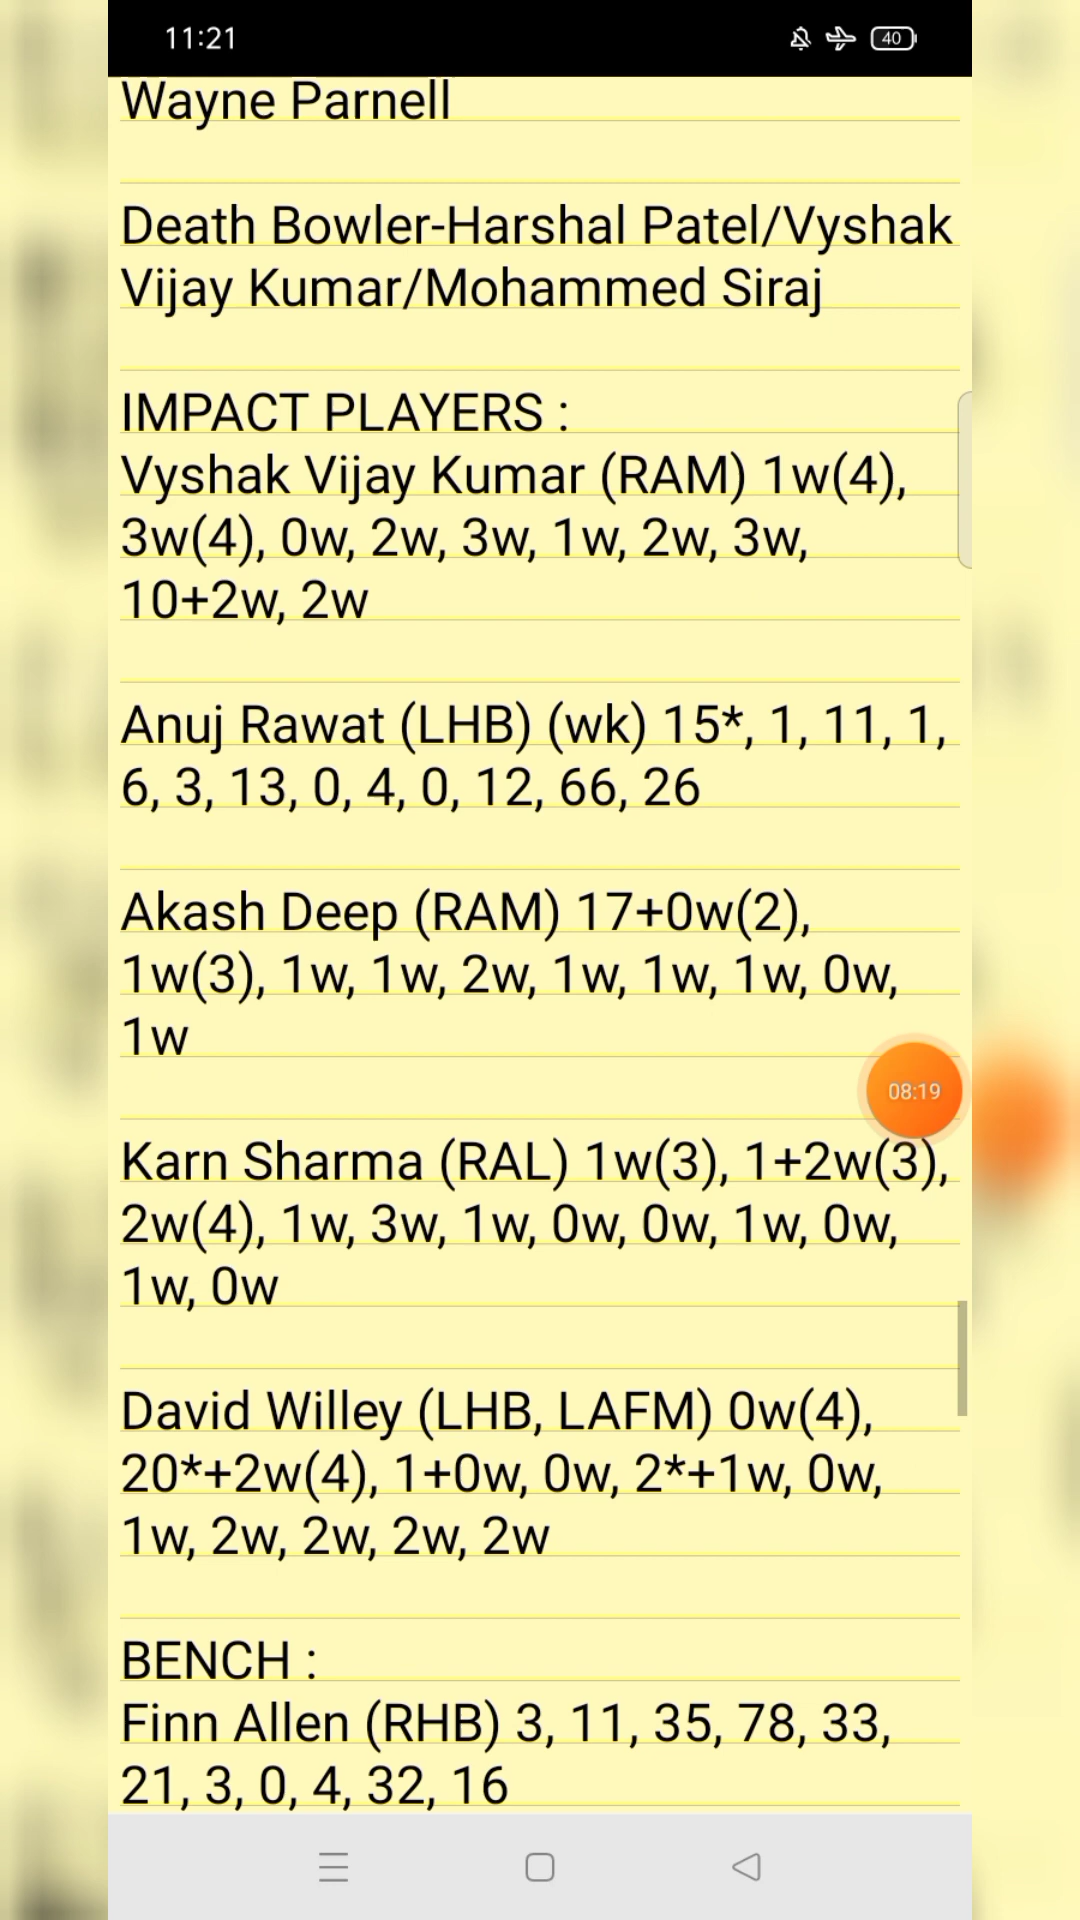 11:21
40
Wayne Parnell
Death Bowler-Harshal Patel/Vyshak
Vijay Kumar/Mohammed Siraj
IMPACT PLAYERS :
Vyshak Vijay Kumar (RAM) 1w(4),
3w(4), 0w, 2w, 3w, 1w, 2w, 3w,
10+2w, 2w
Anuj Rawat (LHB) (wk) 15*, 1, 11, 1,
6, 3, 13, 0, 4, 0, 12, 66, 26
Akash Deep (RAM) 17+0w(2),
1w(3), 1w, 1w, 2w, 1w, 1w, 1w, 0w,
1w
08:19
Karn Sharma (RAL) 1w(3), 1+2w(3),
2w(4), 1w, 3w, 1w, 0w, 0w, 1w, 0w,
1w, 0w
David Willey (LHB, LAFM) 0w(4),
20*+2w(4), 1+0w, 0w, 2*+1w, 0w,
1w, 2w, 2w, 2w, 2w
BENCH :
Finn Allen (RHB) 3, 11, 35, 78, 33,
21, 3, 0, 4, 32, 16